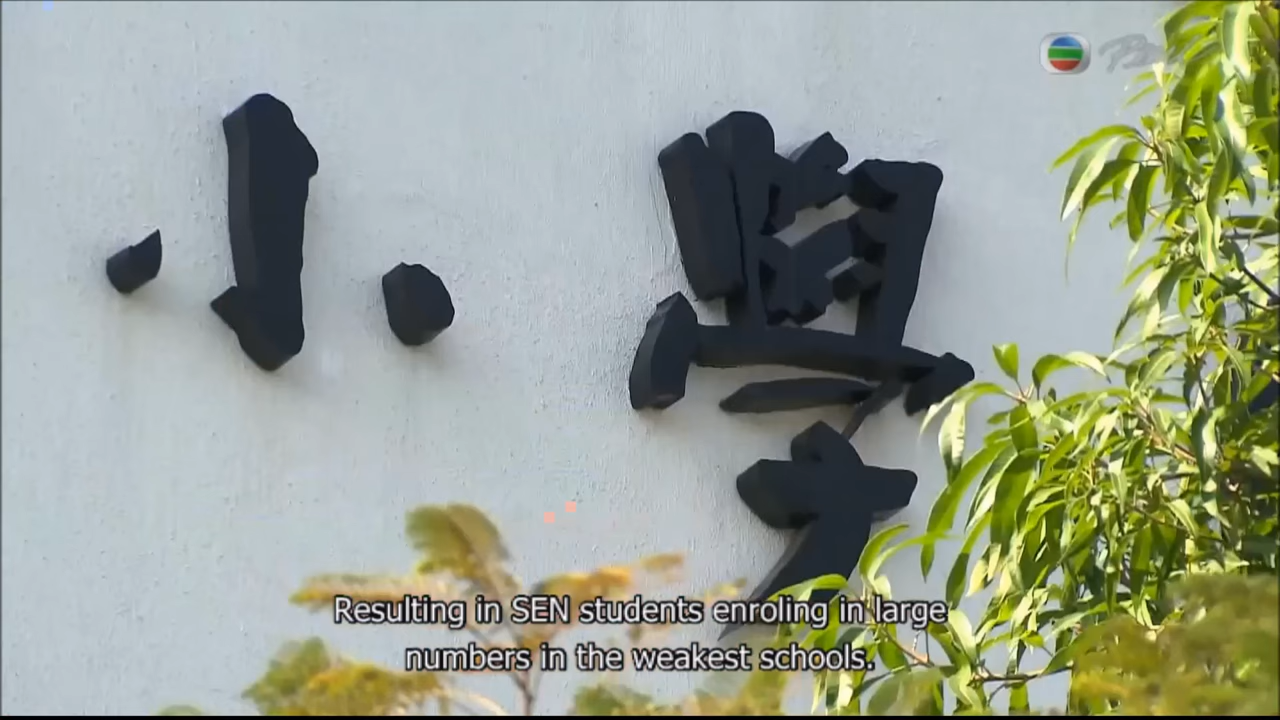 小學
Resulting in SEN students enroling in large
numbers in the weakest schools.